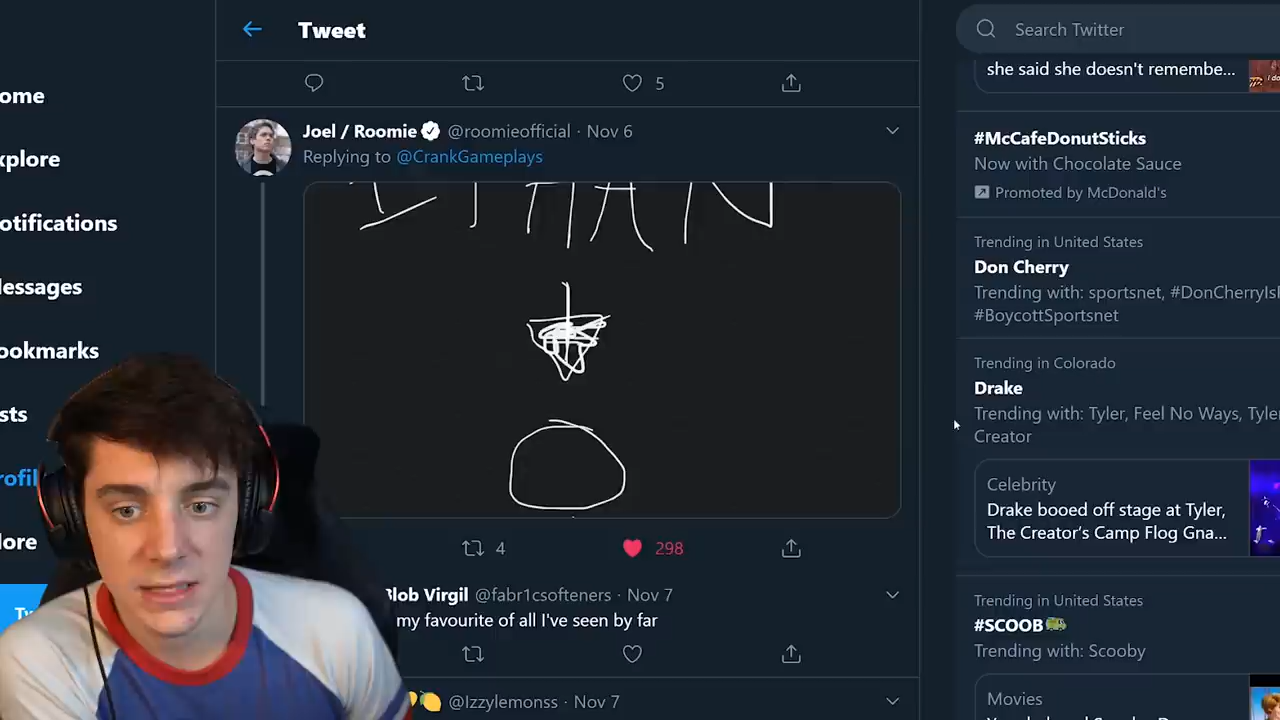 Tweet
Search Twitter
ome
xplore
otifications
essages
ookmarks
sts
rofil
ore
Tw
5
Joel / Roomie @roomieofficial · Nov 6
Replying to @CrankGameplays
ETHAN
4
298
Blob Virgil @fabr1csofteners · Nov 7
my favourite of all I've seen by far
@Izzylemonss · Nov 7
she said she doesn't remembe...
#McCafeDonutSticks
Now with Chocolate Sauce
Promoted by McDonald's
Trending in United States
Don Cherry
Trending with: sportsnet, #DonCherryIs
#BoycottSportsnet
Trending in Colorado
Drake
Trending with: Tyler, Feel No Ways, Tyle
Creator
Celebrity
Drake booed off stage at Tyler,
The Creator's Camp Flog Gna...
Trending in United States
#SCOOB
Trending with: Scooby
Movies